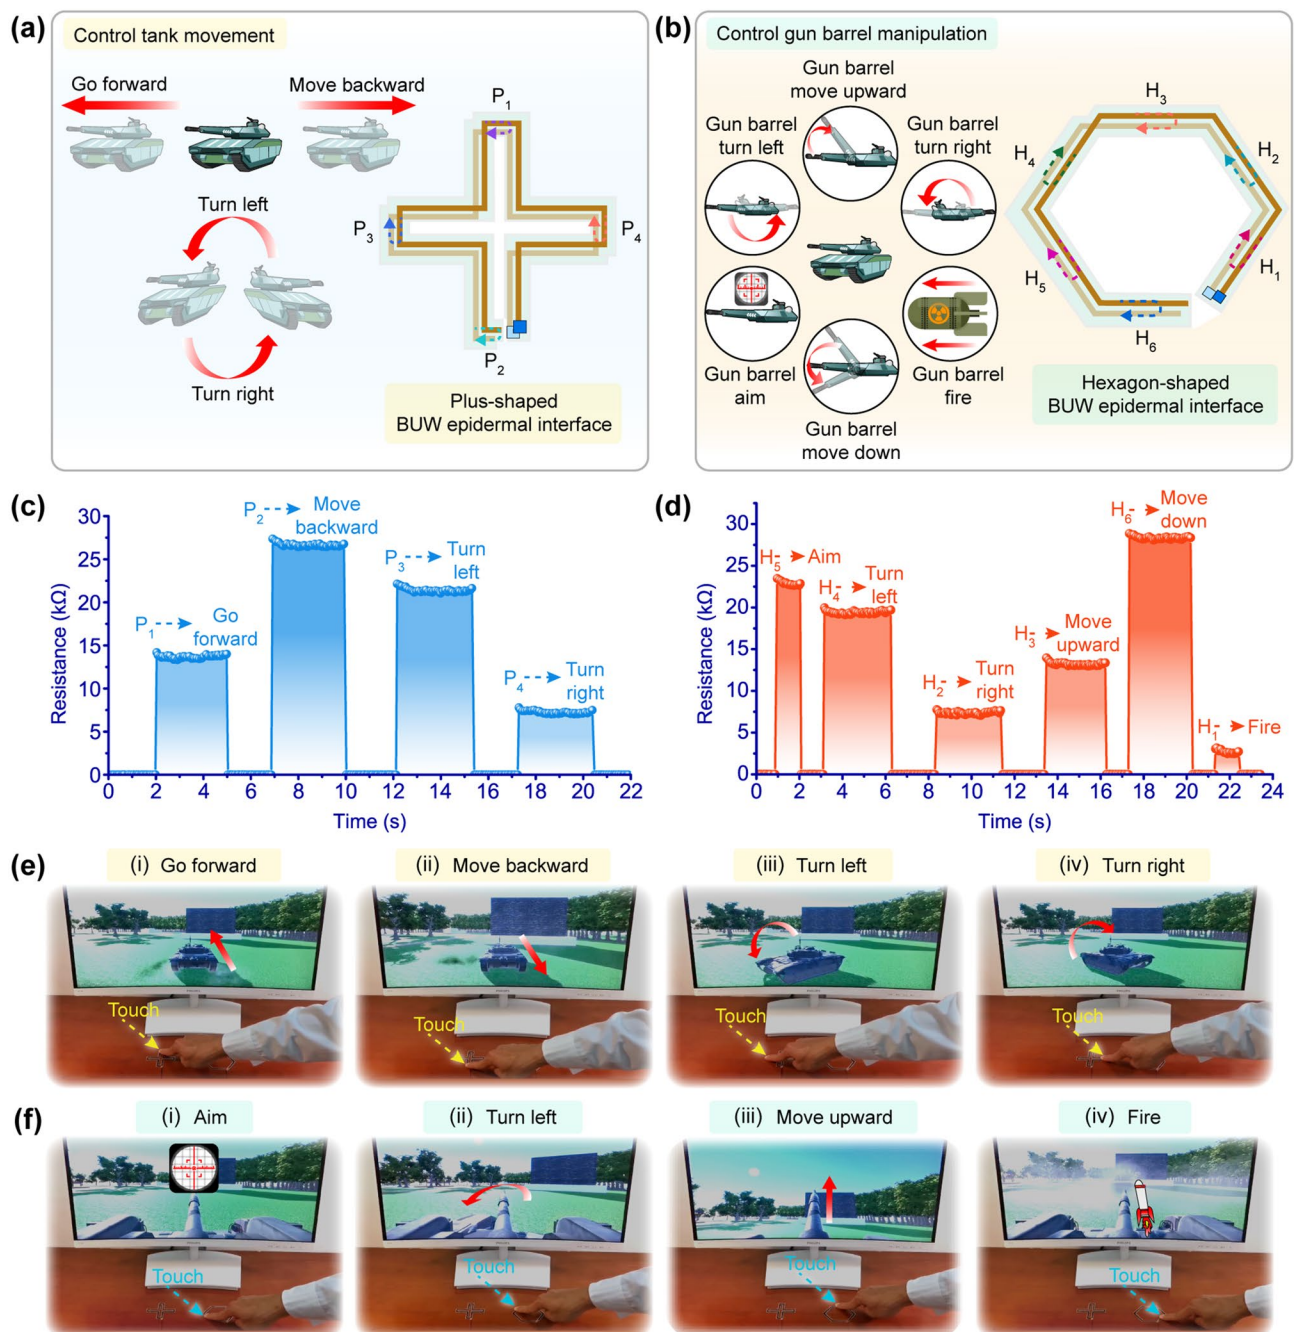 (a)
Control tank movement
Go forward
Move backward
Turn left
Turn right
P1
P3
P4
P2
Plus-shaped
BUW epidermal interface
(b)
Control gun barrel manipulation
Gun barrel
move upward
Gun barrel
turn left
Gun barrel
turn right
Gun barrel
aim
Gun barrel
fire
Gun barrel
move down
H3
H4
H2
H5
H1
H6
Hexagon-shaped
BUW epidermal interface
(c)
Resistance (kΩ)
30
25
20
15
10
5
0
P1 Go
forward
P2 Move
backward
P3 Turn
left
P4 Turn
right
0 2 4 6 8 10 12 14 16 18 20 22
Time (s)
(d)
Resistance (kΩ)
30
25
20
15
10
5
0
H5 Aim
H4 Turn
left
H2 Turn
right
H3 Move
upward
H6 Move
down
H1 Fire
0 2 4 6 8 10 12 14 16 18 20 22 24
Time (s)
(e)
(i) Go forward
(ii) Move backward
(iii) Turn left
(iv) Turn right
Touch
Touch
Touch
Touch
(f)
(i) Aim
(ii) Turn left
(iii) Move upward
(iv) Fire
Touch
Touch
Touch
Touch